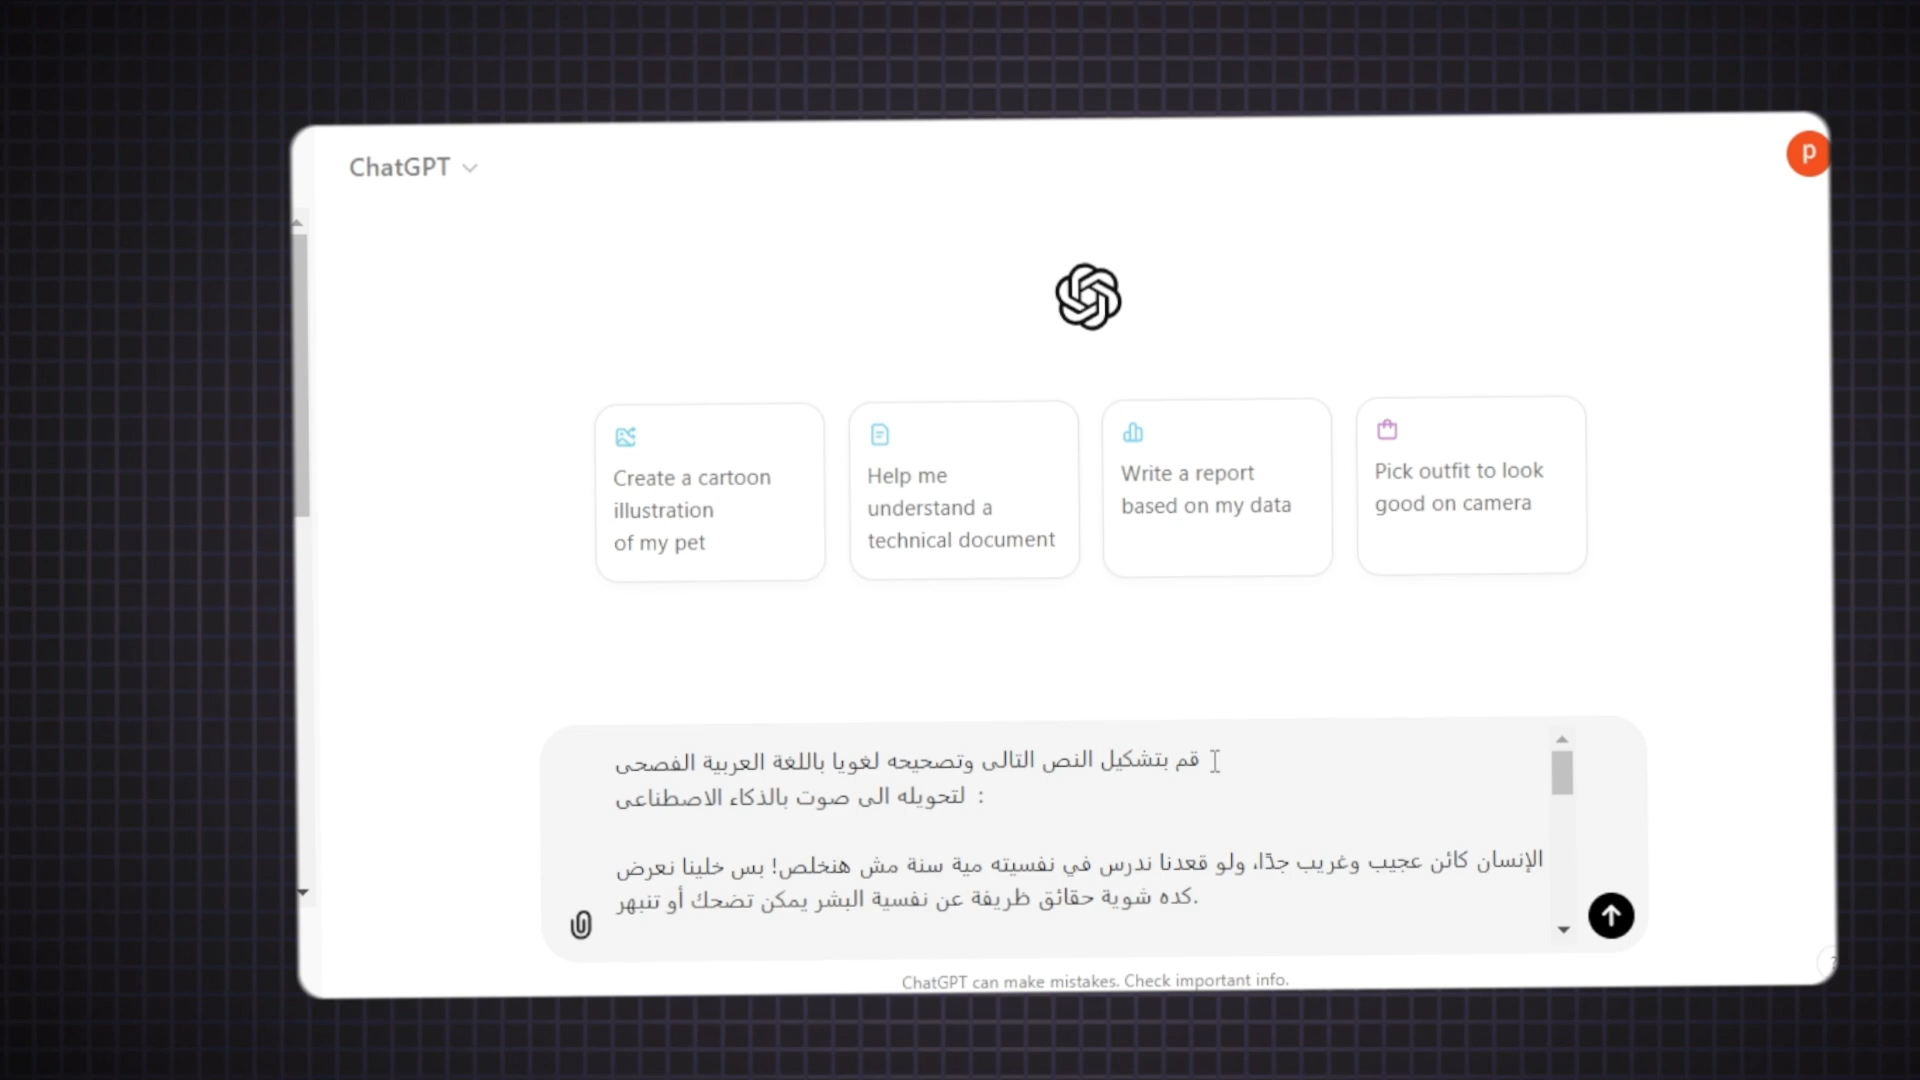 ChatGPT
p
Create a cartoon
illustration
of my pet
Help me
understand a
technical document
Write a report
based on my data
Pick outfit to look
good on camera
قم بتشكيل النص التالى وتصحيحه لغويا باللغة العربية الفصحى
لتحويله الى صوت بالذكاء الاصطناعى :
الإنسان كائن عجيب وغريب جدًا، ولو قعدنا ندرس في نفسيته مية سنة مش هنخلص! بس خلينا نعرض
كده شوية حقائق ظريفة عن نفسية البشر يمكن تضحك أو تنبهر.
ChatGPT can make mistakes. Check important info.
?